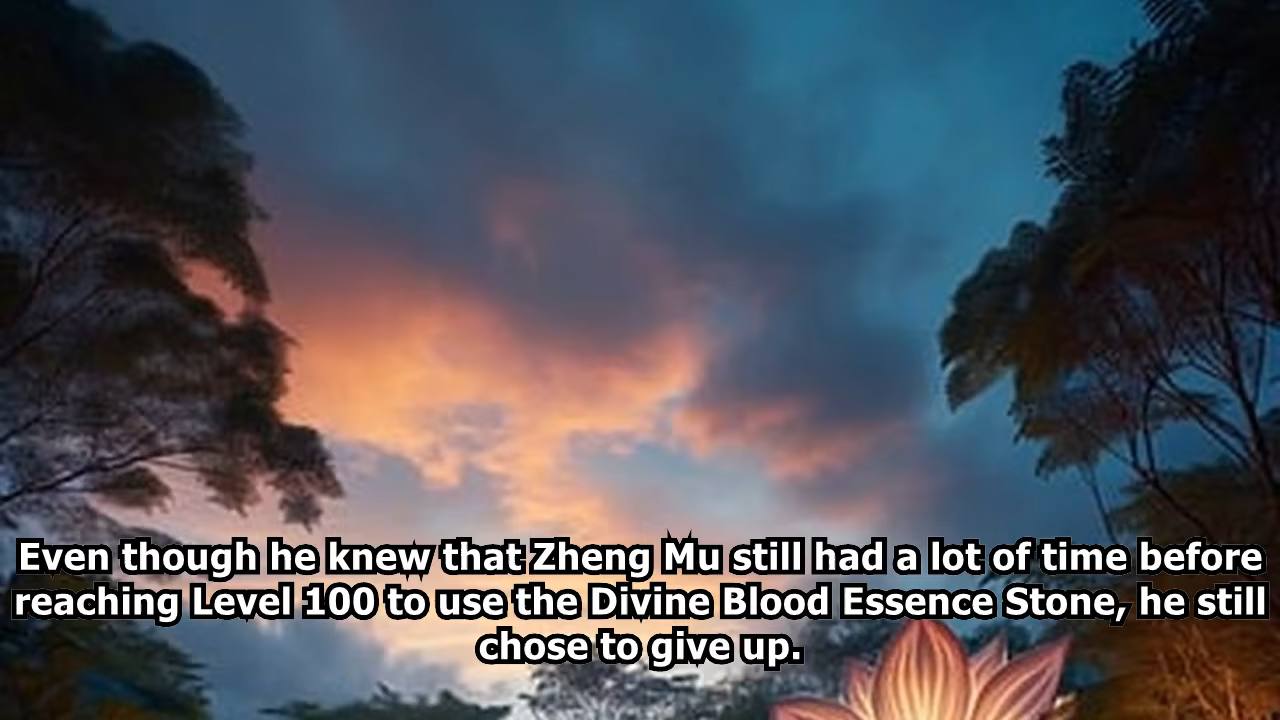 Even though he knew that Zheng Mu still had a lot of time before
reaching Level 100 to use the Divine Blood Essence Stone, he still
chose to give up.